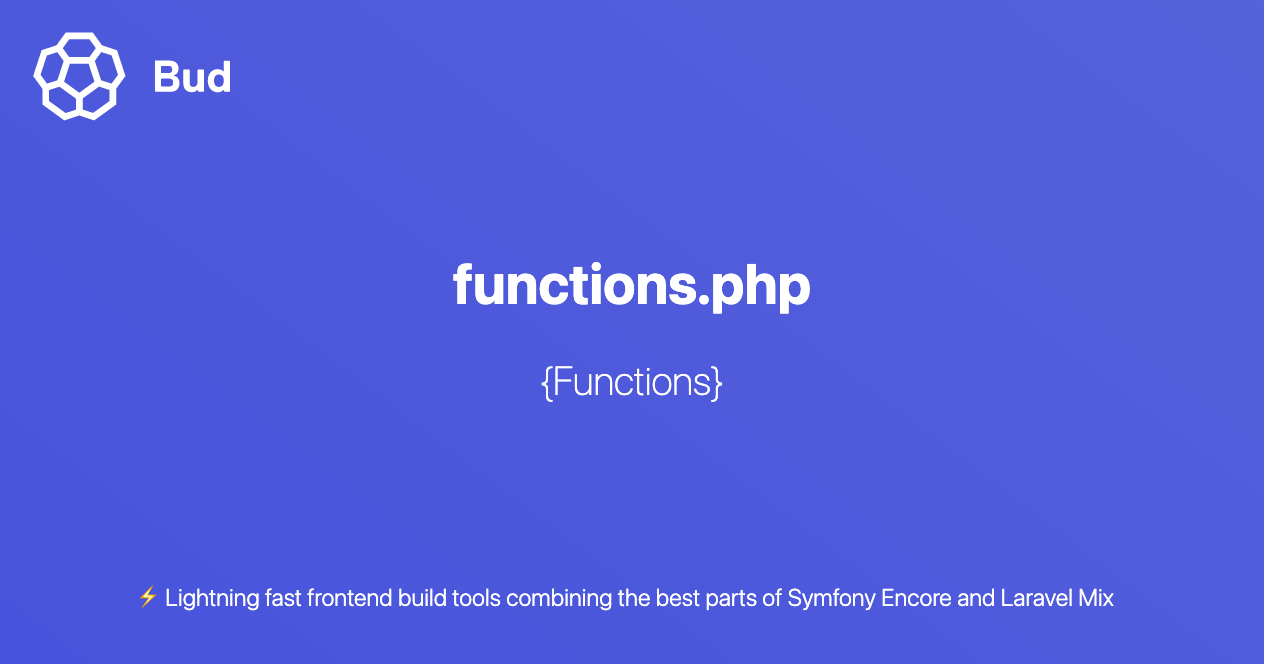 Bud
functions.php
{Functions}
⚡ Lightning fast frontend build tools combining the best parts of Symfony Encore and Laravel Mix